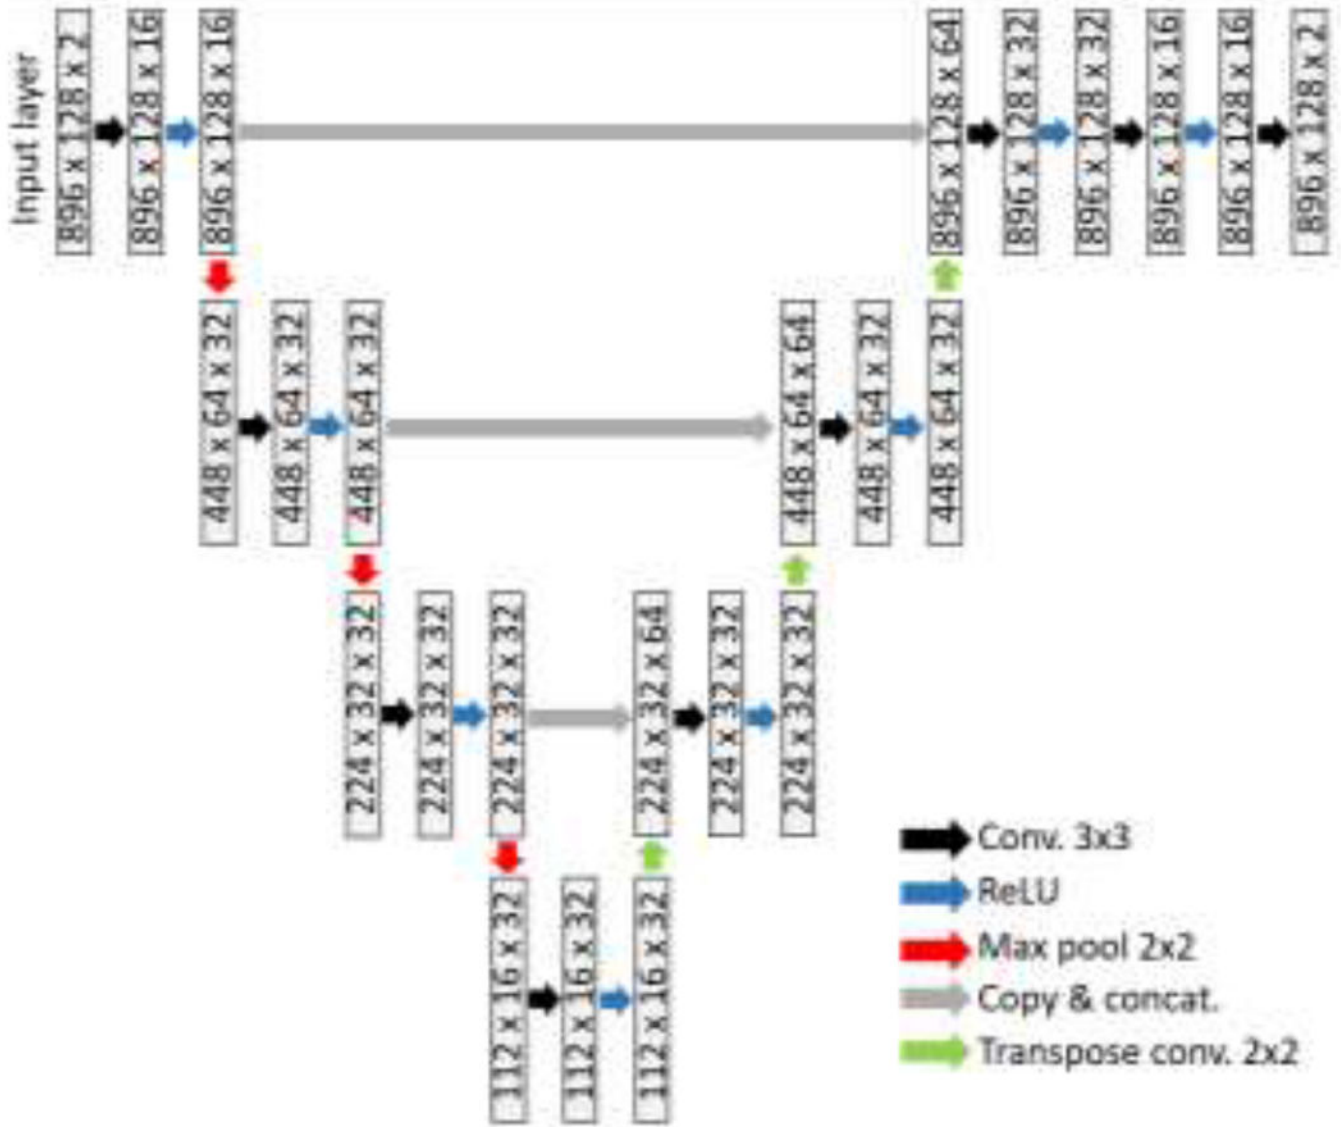 Input layer
896 x 128 x 2
896 x 128 x 16
896 x 128 x 16
896 x 128 x 64
896 x 128 x 32
896 x 128 x 32
896 x 128 x 16
896 x 128 x 16
896 x 128 x 2
448 x 64 x 32
448 x 64 x 32
448 x 64 x 32
448 x 64 x 64
448 x 64 x 32
448 x 64 x 32
224 x 32 x 32
224 x 32 x 32
224 x 32 x 32
224 x 32 x 64
224 x 32 x 32
224 x 32 x 32
112 x 16 x 32
112 x 16 x 32
112 x 16 x 32
Conv. 3x3
ReLU
Max pool 2x2
Copy & concat.
Transpose conv. 2x2